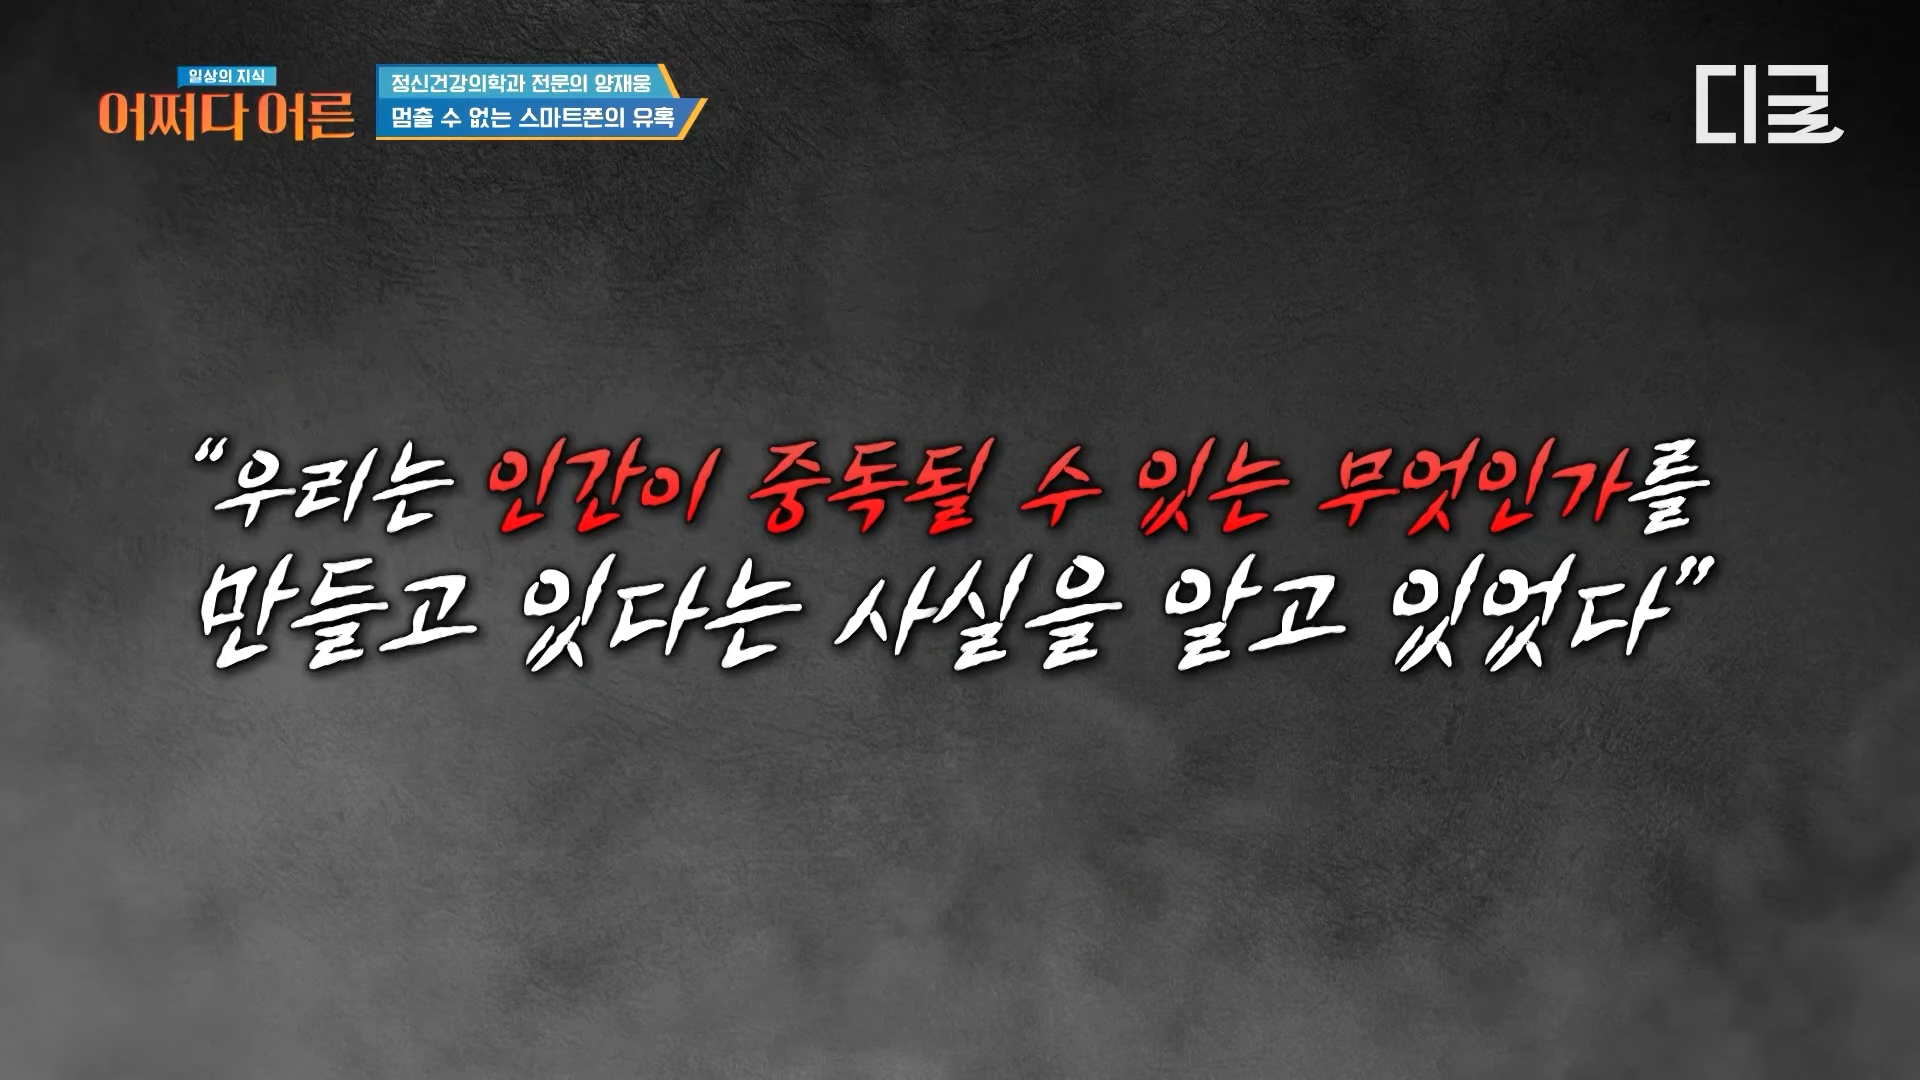 일상의 지식
어쩌다 어른
정신건강의학과 전문의 양재웅
멈출 수 없는 스마트폰의 유혹
디글
“우리는 인간이 중독될 수 있는 무엇인가를
만들고 있다는 사실을 알고 있었다”